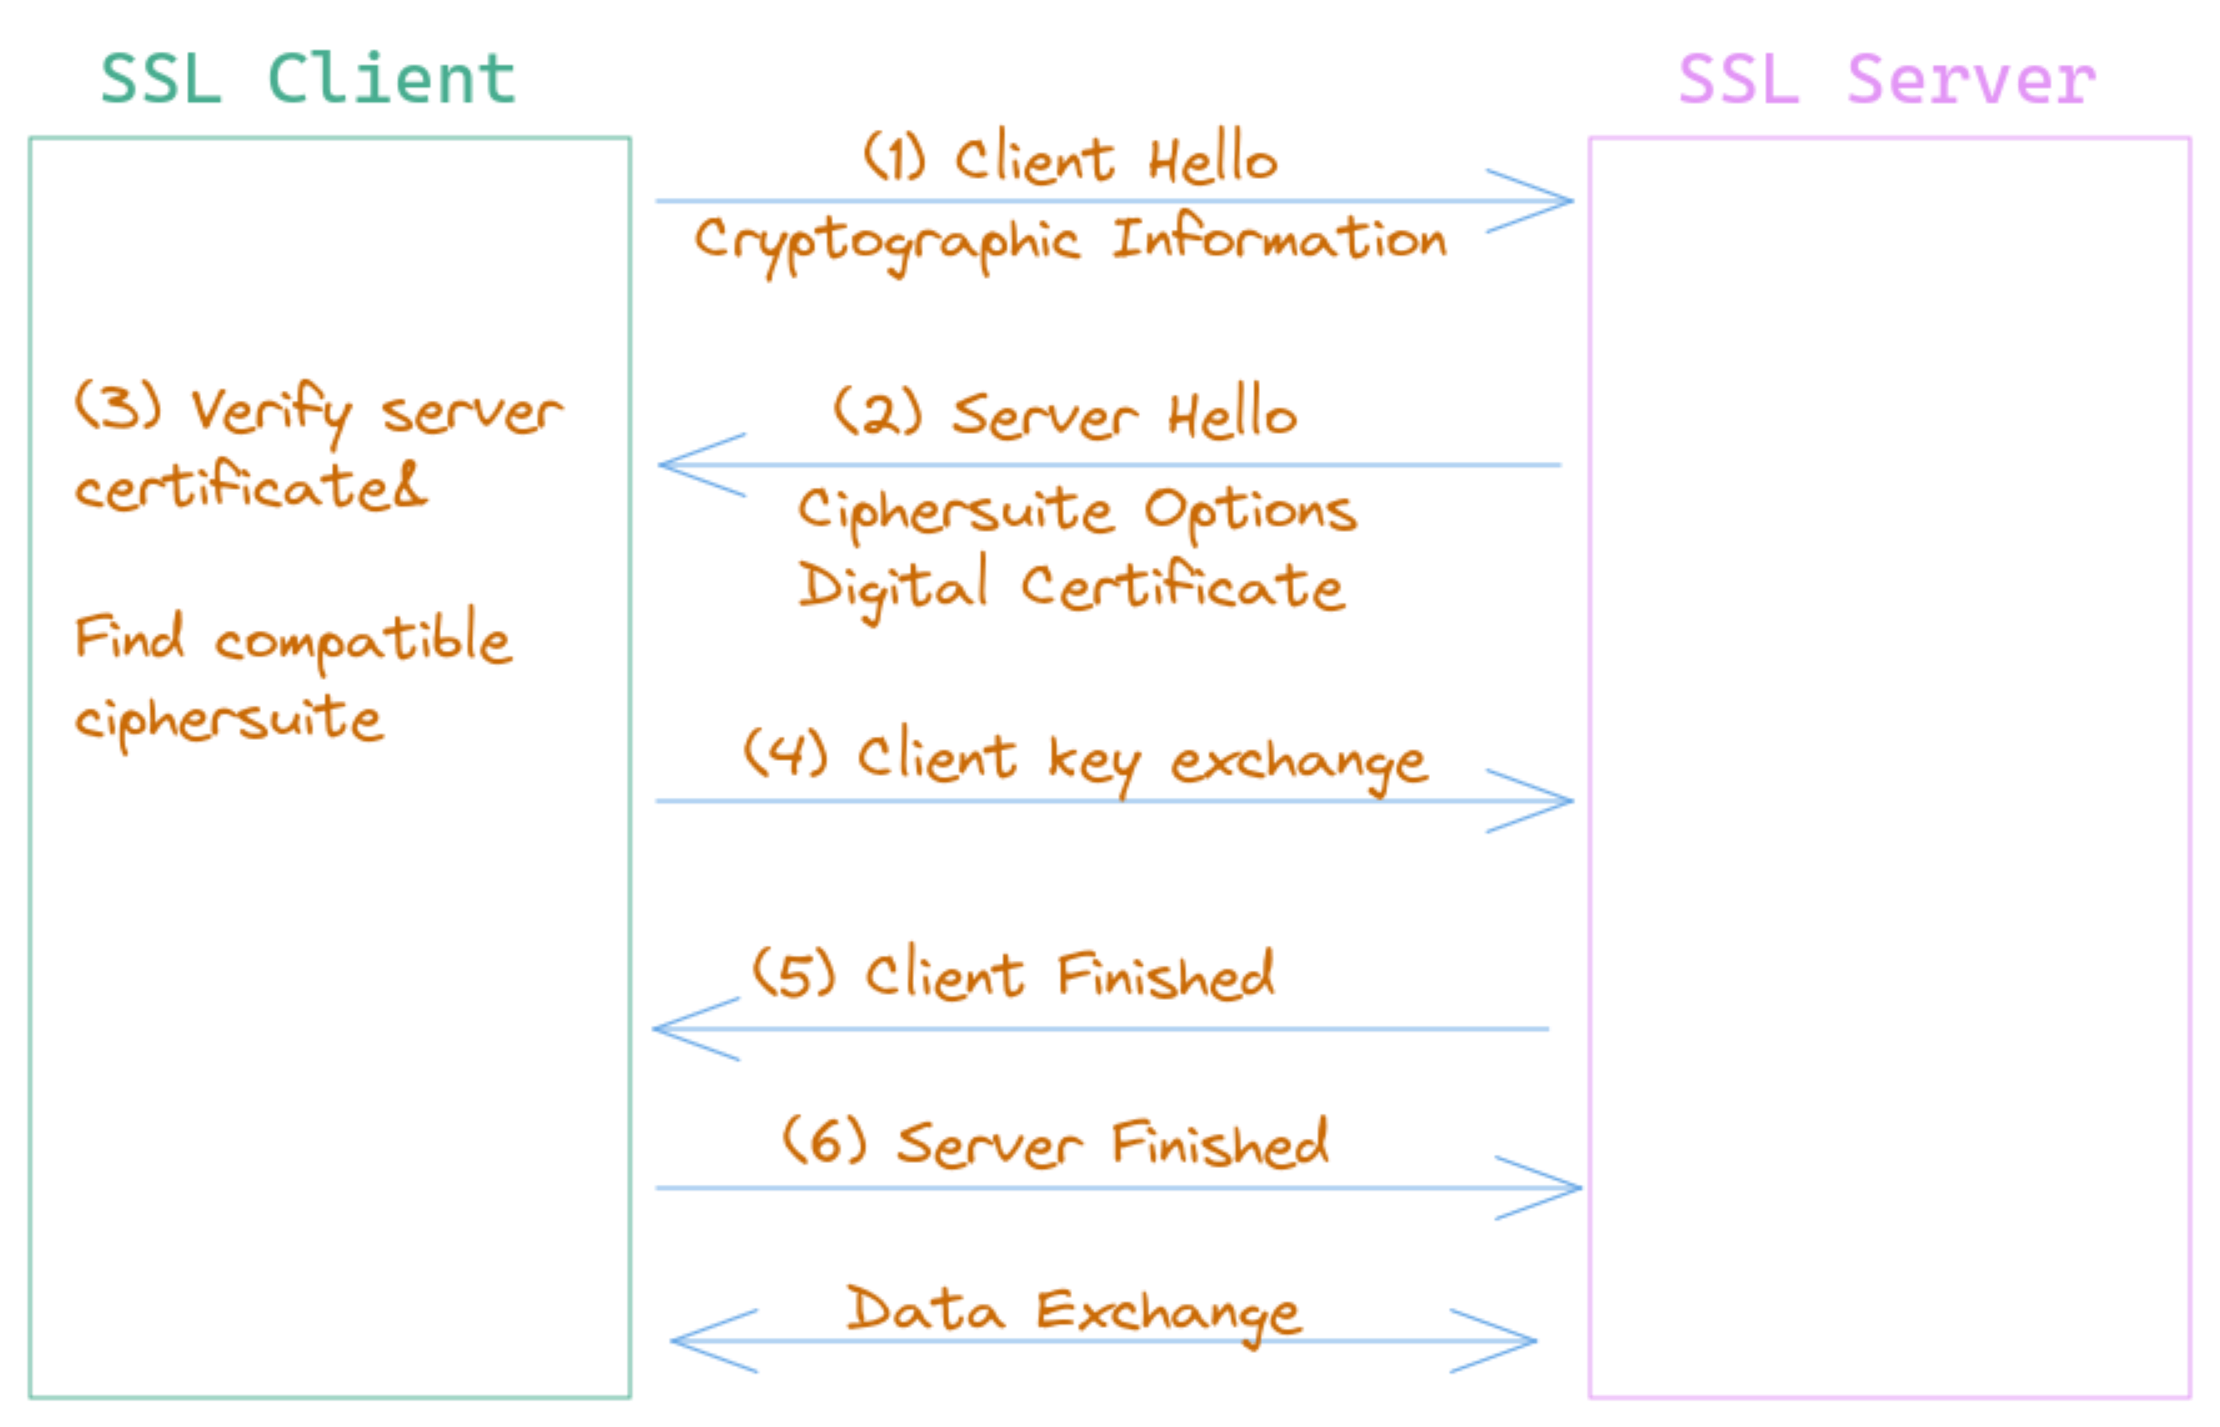 SSL Client
SSL Server
(1) Client Hello
Cryptographic Information
(2) Server Hello
Ciphersuite Options
Digital Certificate
(3) Verify server
certificate&
Find compatible
ciphersuite
(4) Client key exchange
(5) Client Finished
(6) Server Finished
Data Exchange